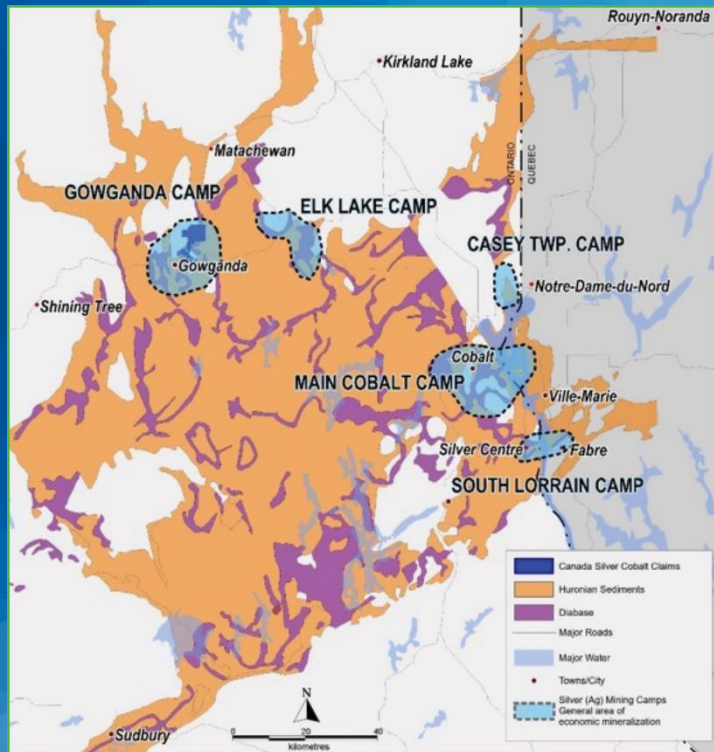 Rouyn-Noranda
Kirkland Lake
ONTARIO
QUEBEC
Matachewan
GOWGANDA CAMP
ELK LAKE CAMP
CASEY TWP. CAMP
Gowganda
Notre-Dame-du-Nord
Shining Tree
Cobalt
MAIN COBALT CAMP
Ville-Marie
Silver Centre
Fabre
SOUTH LORRAIN CAMP
Canada Silver Cobalt Claims
Huronian Sediments
Diabase
Major Roads
Major Water
Towns/City
Silver (Ag) Mining Camps
General area of
economic mineralization
N
0 20 40
kilometres
Sudbury